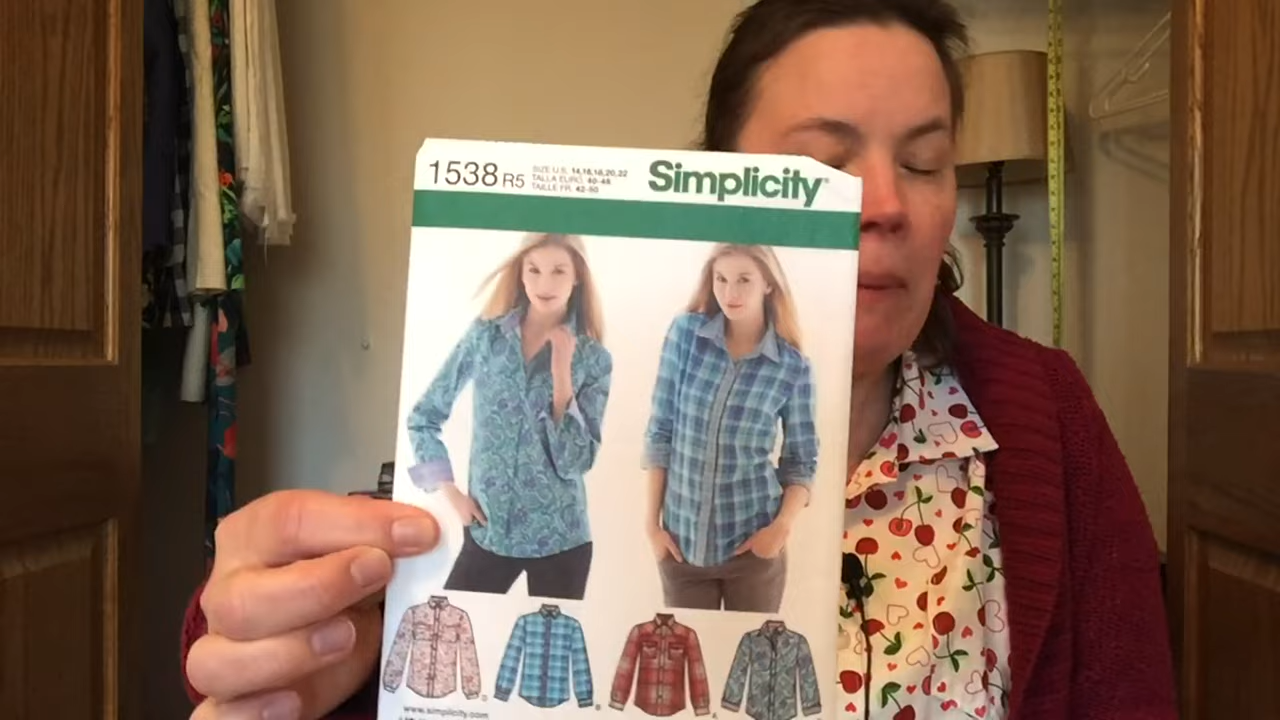 1538 R5
SIZE U.S. 14,16,18,20,22
TALLA EURO. 40-48
TAILLE FR. 42-50
Simplicity
D
B
A
www.simplicity.com